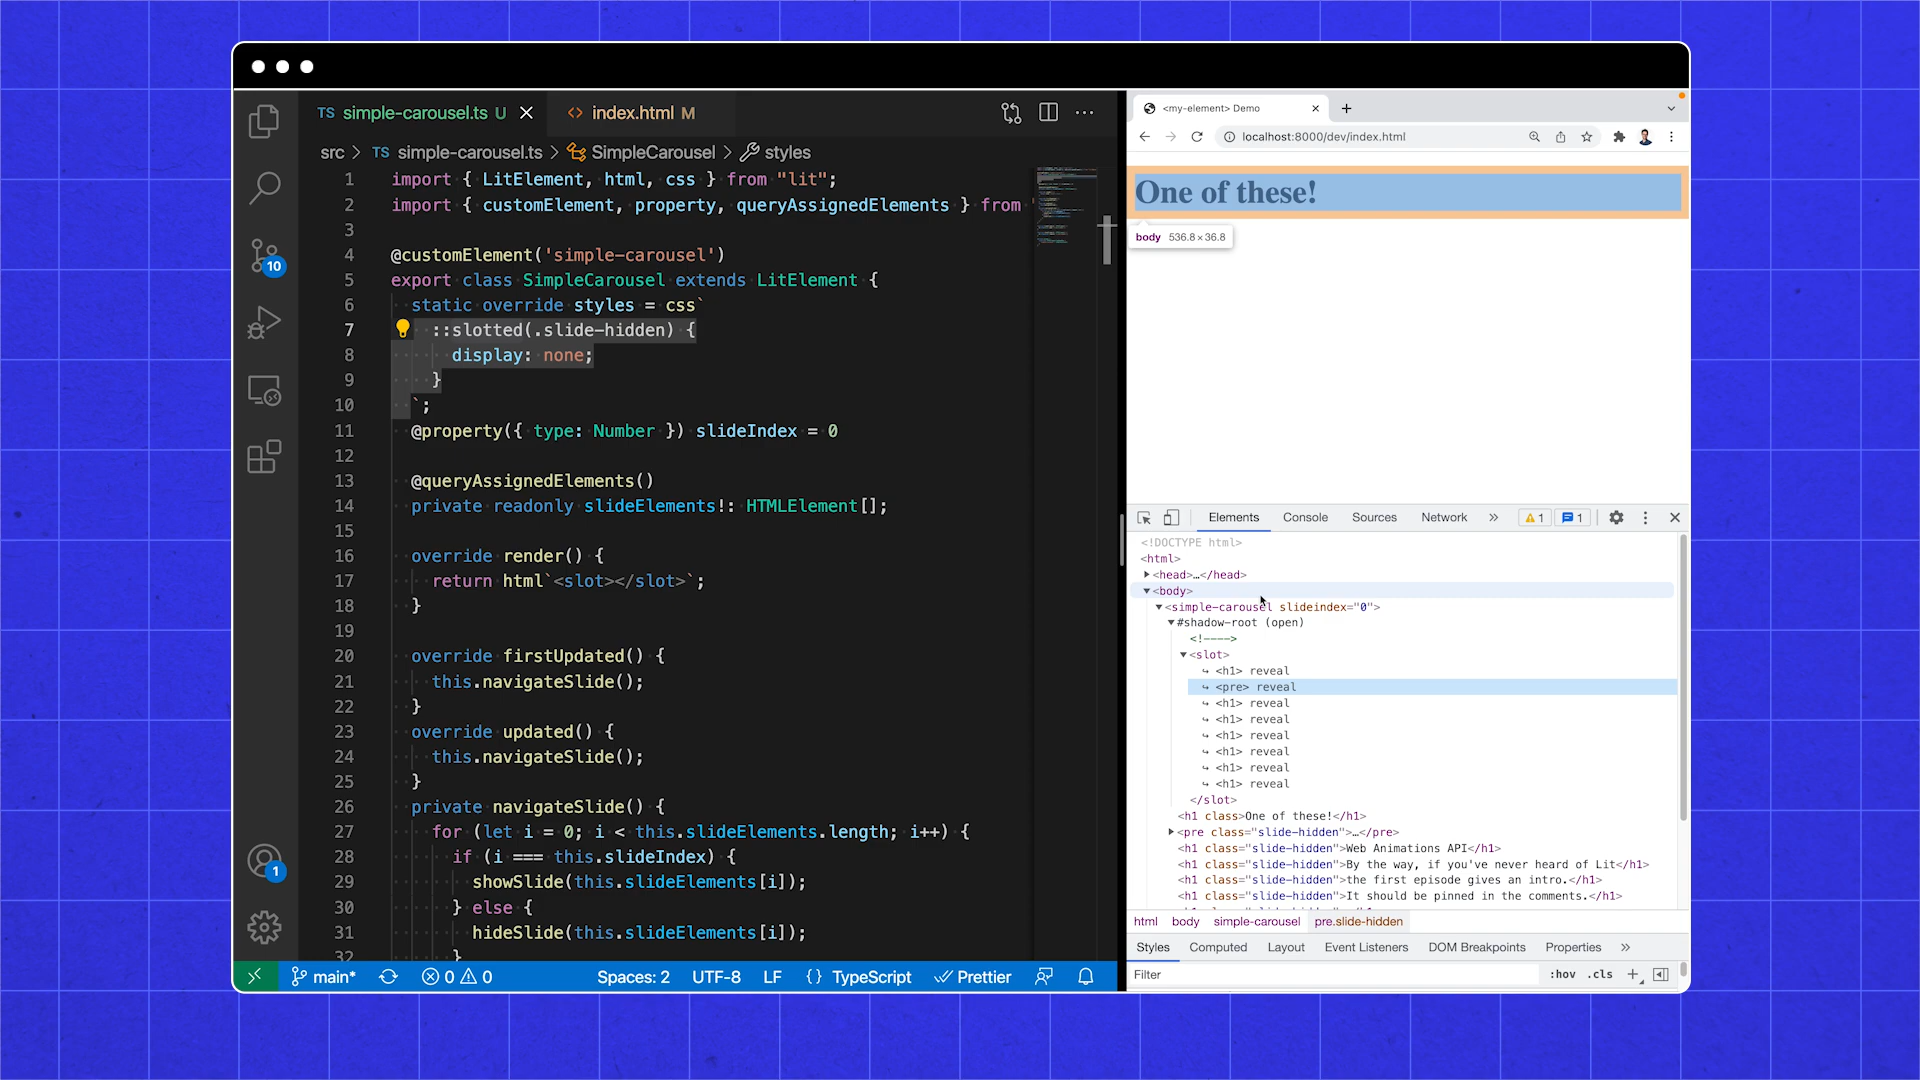 TS simple-carousel.ts U
<> index.html M
src > TS simple-carousel.ts > SimpleCarousel > styles
1 import { LitElement, html, css } from "lit";
2 import { customElement, property, queryAssignedElements } from '
3
4 @customElement('simple-carousel')
5 export class SimpleCarousel extends LitElement {
6 static override styles = css`
7 ::slotted(.slide-hidden) {
8 display: none;
9 }
10 `;
11 @property({ type: Number }) slideIndex = 0
12
13 @queryAssignedElements()
14 private readonly slideElements!: HTMLElement[];
15
16 override render() {
17 return html`<slot></slot>`;
18 }
19
20 override firstUpdated() {
21 this.navigateSlide();
22 }
23 override updated() {
24 this.navigateSlide();
25 }
26 private navigateSlide() {
27 for (let i = 0; i < this.slideElements.length; i++) {
28 if (i === this.slideIndex) {
29 showSlide(this.slideElements[i]);
30 } else {
31 hideSlide(this.slideElements[i]);
32 }
10
1
main* 0 0 Spaces: 2 UTF-8 LF {} TypeScript Prettier
<my-element> Demo
localhost:8000/dev/index.html
One of these!
body 536.8×36.8
Elements Console Sources Network » 1 1
<!DOCTYPE html>
<html>
<head>…</head>
<body>
<simple-carousel slideindex="0">
#shadow-root (open)
<!---->
<slot>
↪ <h1> reveal
↪ <pre> reveal
↪ <h1> reveal
↪ <h1> reveal
↪ <h1> reveal
↪ <h1> reveal
↪ <h1> reveal
↪ <h1> reveal
</slot>
<h1 class>One of these!</h1>
<pre class="slide-hidden">…</pre>
<h1 class="slide-hidden">Web Animations API</h1>
<h1 class="slide-hidden">By the way, if you've never heard of Lit</h1>
<h1 class="slide-hidden">the first episode gives an intro.</h1>
<h1 class="slide-hidden">It should be pinned in the comments.</h1>
html body simple-carousel pre.slide-hidden
Styles Computed Layout Event Listeners DOM Breakpoints Properties »
Filter :hov .cls +